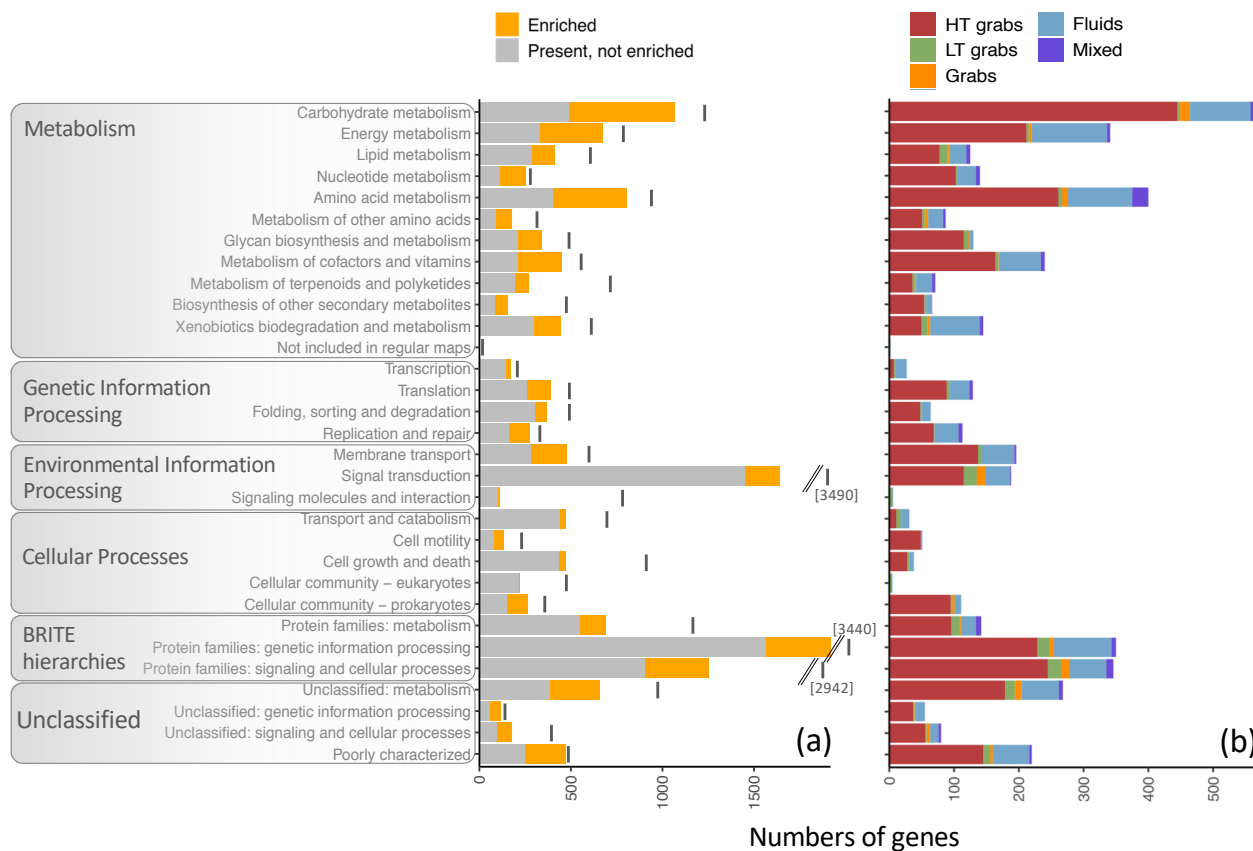 Enriched
Present, not enriched
HT grabs
LT grabs
Grabs
Fluids
Mixed
Metabolism
Carbohydrate metabolism
Energy metabolism
Lipid metabolism
Nucleotide metabolism
Amino acid metabolism
Metabolism of other amino acids
Glycan biosynthesis and metabolism
Metabolism of cofactors and vitamins
Metabolism of terpenoids and polyketides
Biosynthesis of other secondary metabolites
Xenobiotics biodegradation and metabolism
Not included in regular maps
Genetic Information
Processing
Transcription
Translation
Folding, sorting and degradation
Replication and repair
Environmental Information
Processing
Membrane transport
Signal transduction
Signaling molecules and interaction
[3490]
Cellular Processes
Transport and catabolism
Cell motility
Cell growth and death
Cellular community – eukaryotes
Cellular community – prokaryotes
BRITE
hierarchies
Protein families: metabolism
Protein families: genetic information processing
Protein families: signaling and cellular processes
[3440]
[2942]
Unclassified
Unclassified: metabolism
Unclassified: genetic information processing
Unclassified: signaling and cellular processes
Poorly characterized
(a)
(b)
0
500
1000
1500
0
100
200
300
400
500
Numbers of genes